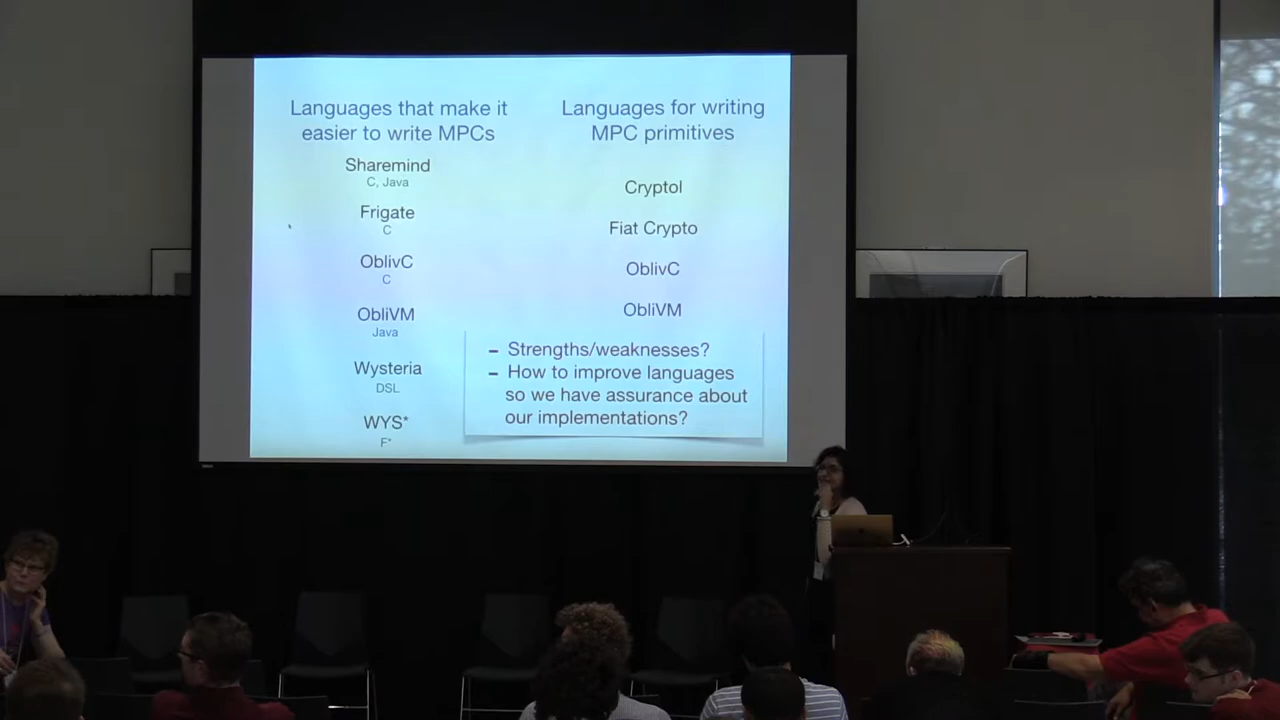 Languages that make it
easier to write MPCs
Sharemind
C, Java
Frigate
C
OblivC
C
ObliVM
Java
Wysteria
DSL
WYS*
F*
Languages for writing
MPC primitives
Cryptol
Fiat Crypto
OblivC
ObliVM
– Strengths/weaknesses?
– How to improve languages
so we have assurance about
our implementations?